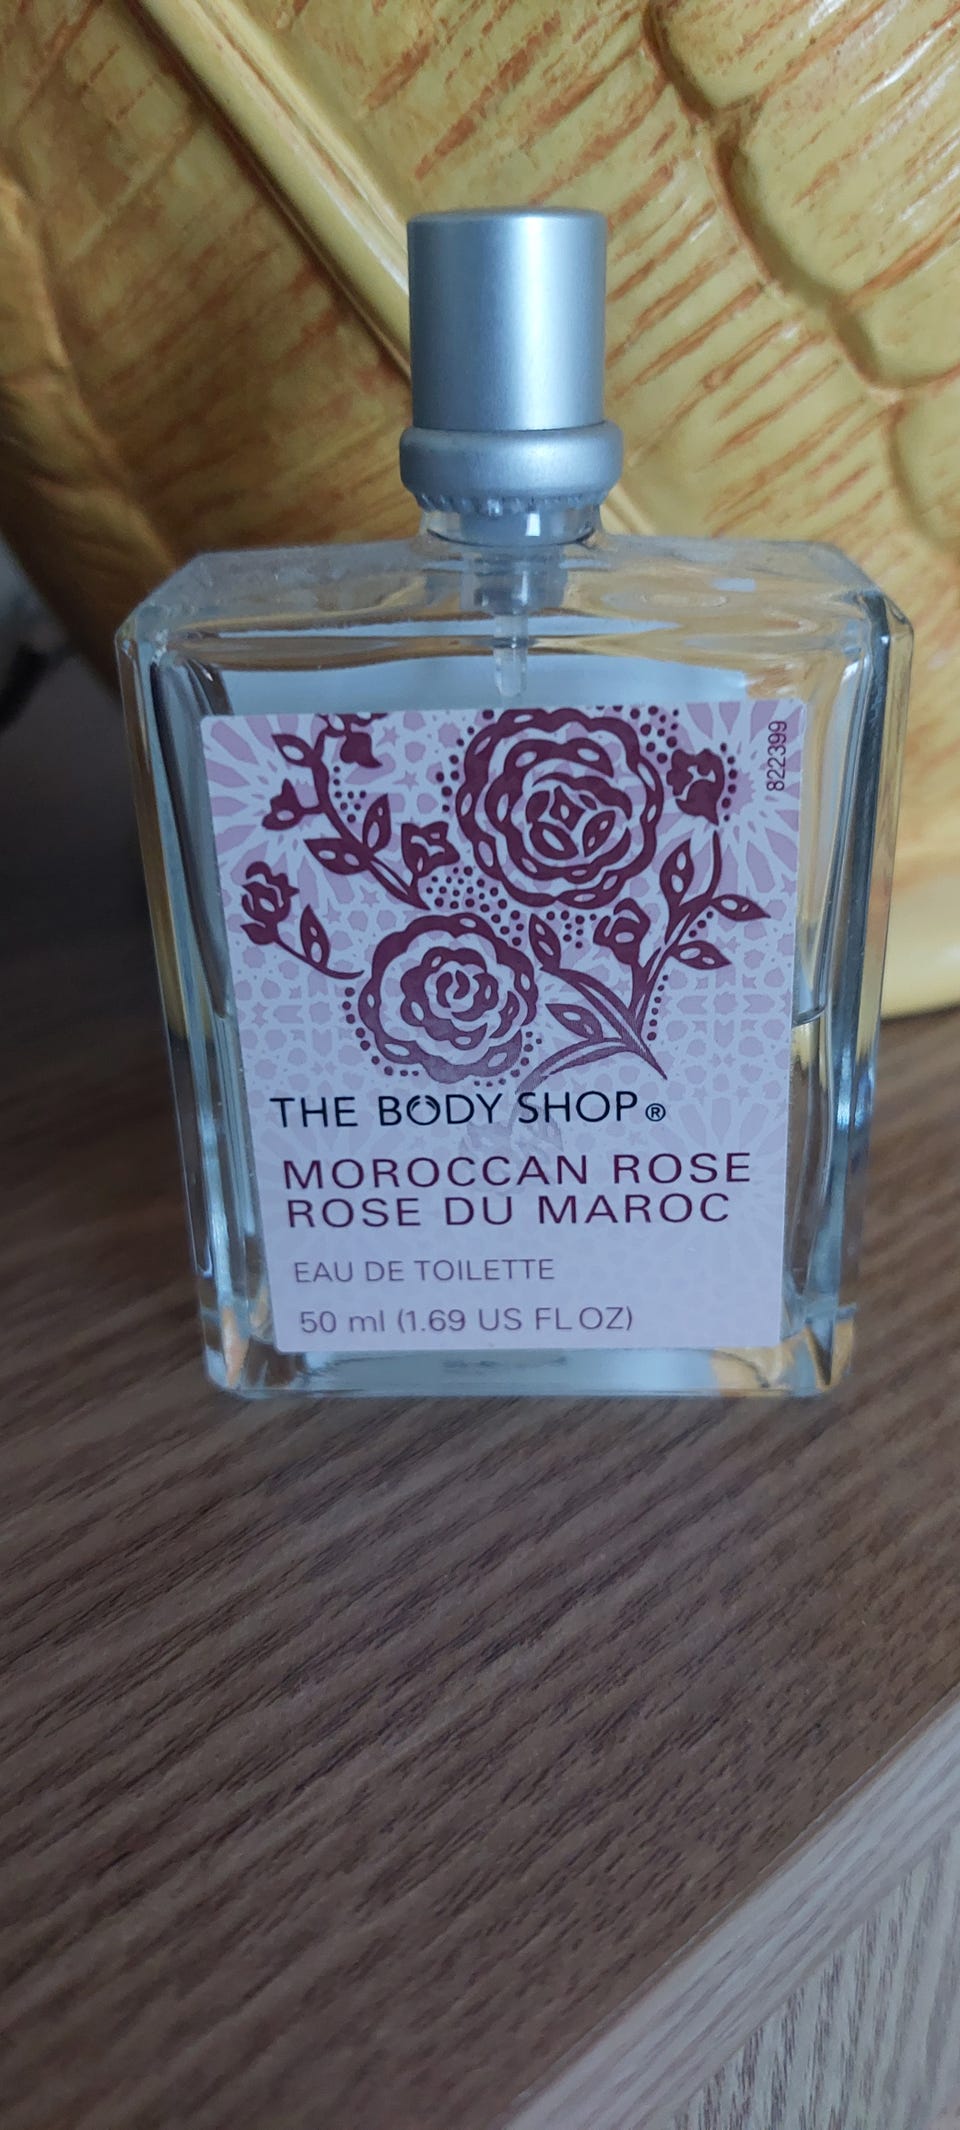 822399
THE BODY SHOP®
MOROCCAN ROSE
ROSE DU MAROC
EAU DE TOILETTE
50 ml (1.69 US FL OZ)